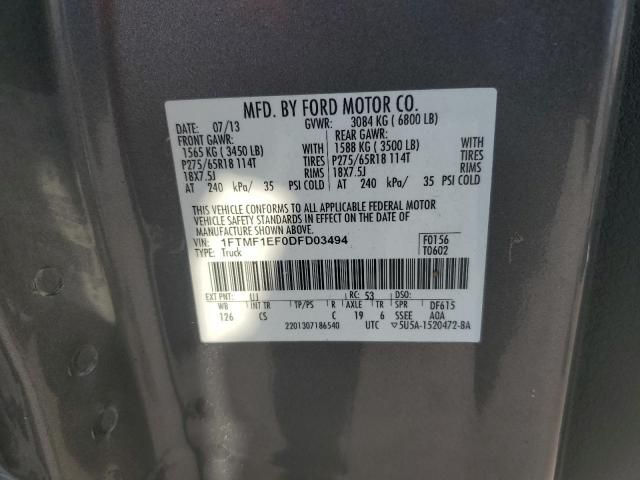 MFD. BY FORD MOTOR CO.
DATE: 07/13 GVWR: 3084 KG ( 6800 LB)
FRONT GAWR: REAR GAWR:
1565 KG ( 3450 LB) WITH 1588 KG ( 3500 LB) WITH
P275/65R18 114T TIRES P275/65R18 114T TIRES
18X7.5J RIMS 18X7.5J RIMS
AT 240 kPa/ 35 PSI COLD AT 240 kPa/ 35 PSI COLD
THIS VEHICLE CONFORMS TO ALL APPLICABLE FEDERAL MOTOR
VEHICLE SAFETY STANDARDS IN EFFECT ON THE DATE OF
MANUFACTURE SHOWN ABOVE.
VIN: 1FTMF1EF0DFD03494 F0156
TYPE: Truck T0602
EXT PNT: UJ RC: 53 DSO:
WB INT TR TP/PS R AXLE TR SPR DF615
126 CS C 19 6 SSEE AOA
2201307186540 UTC ▽5U5A-1520472-BA